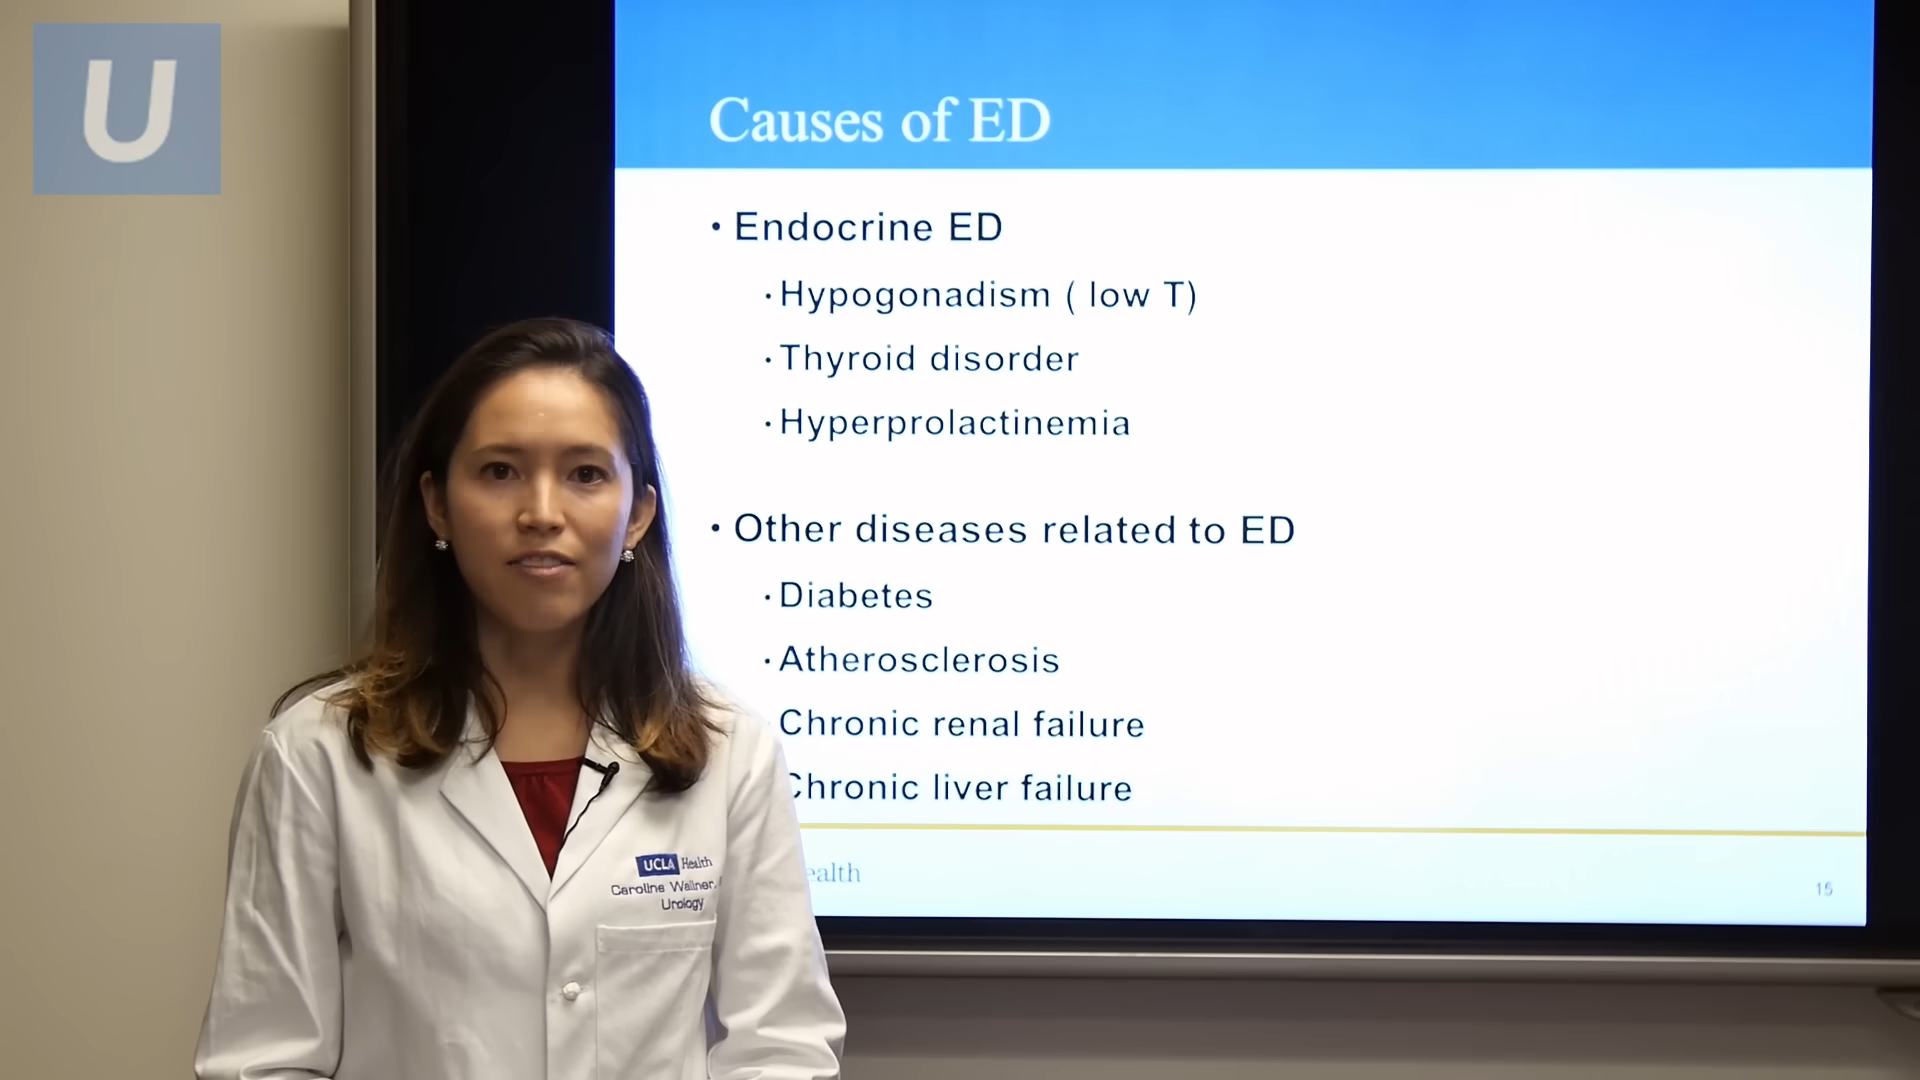 U
Causes of ED
• Endocrine ED
· Hypogonadism ( low T)
· Thyroid disorder
· Hyperprolactinemia
• Other diseases related to ED
· Diabetes
· Atherosclerosis
· Chronic renal failure
Chronic liver failure
ealth
15
UCLA Health
Caroline Wallner,
Urology